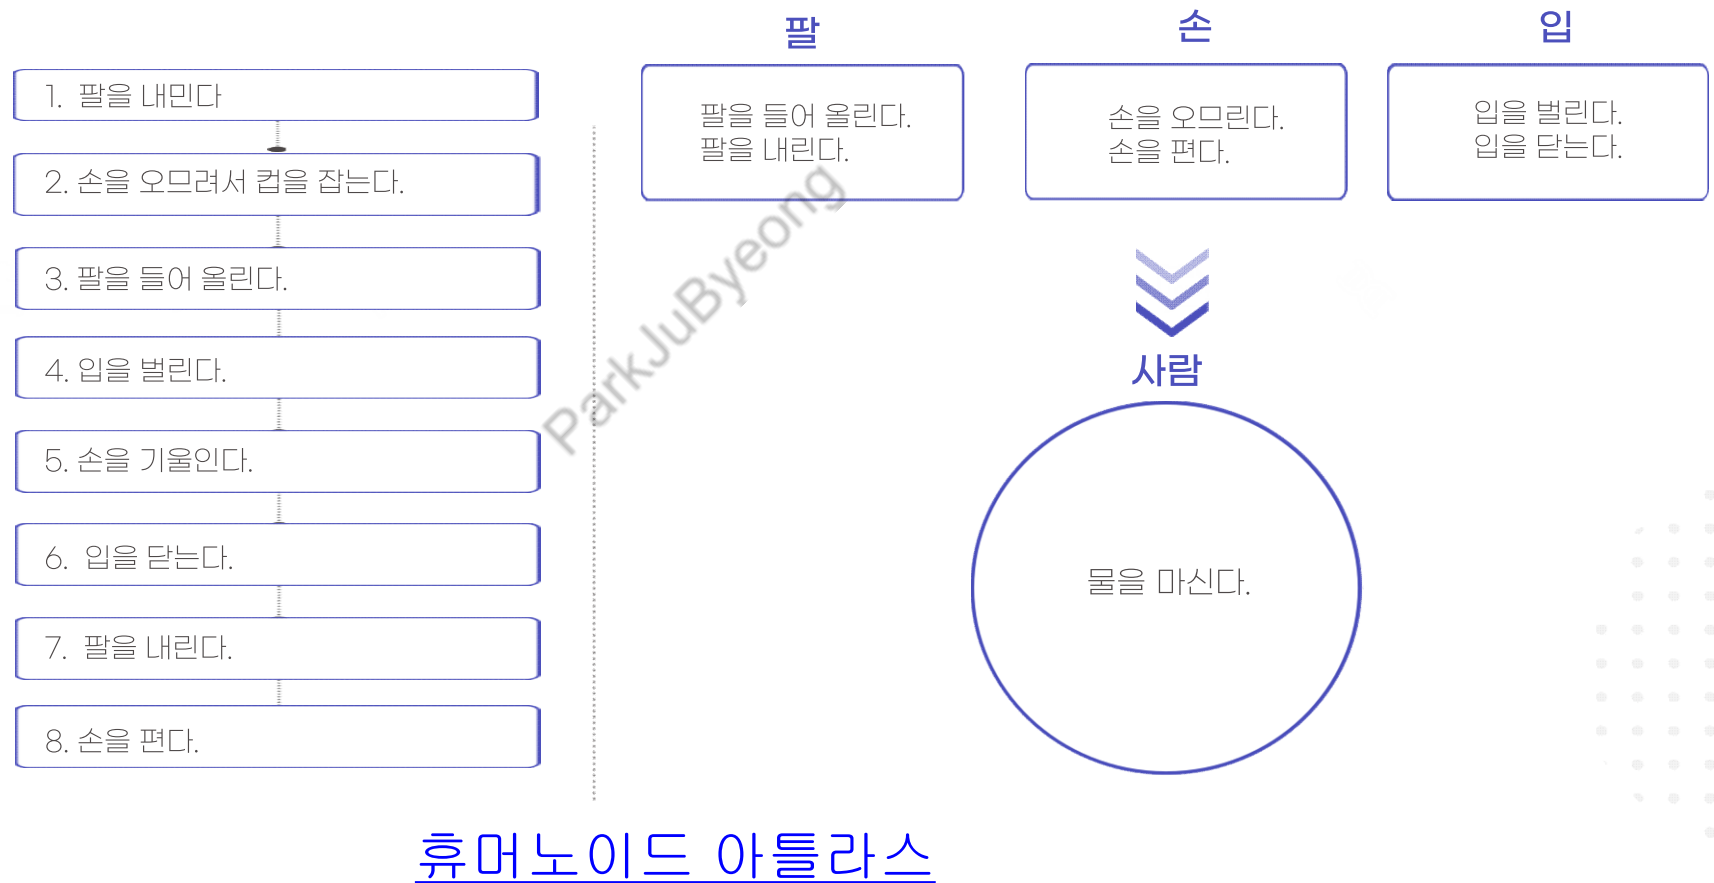 1. 팔을 내민다
2. 손을 오므려서 컵을 잡는다.
3. 팔을 들어 올린다.
4. 입을 벌린다.
5. 손을 기울인다.
6. 입을 닫는다.
7. 팔을 내린다.
8. 손을 편다.
팔
팔을 들어 올린다.
팔을 내린다.
손
손을 오므린다.
손을 편다.
입
입을 벌린다.
입을 닫는다.
사람
물을 마신다.
ParkJuByeong
휴머노이드 아틀라스